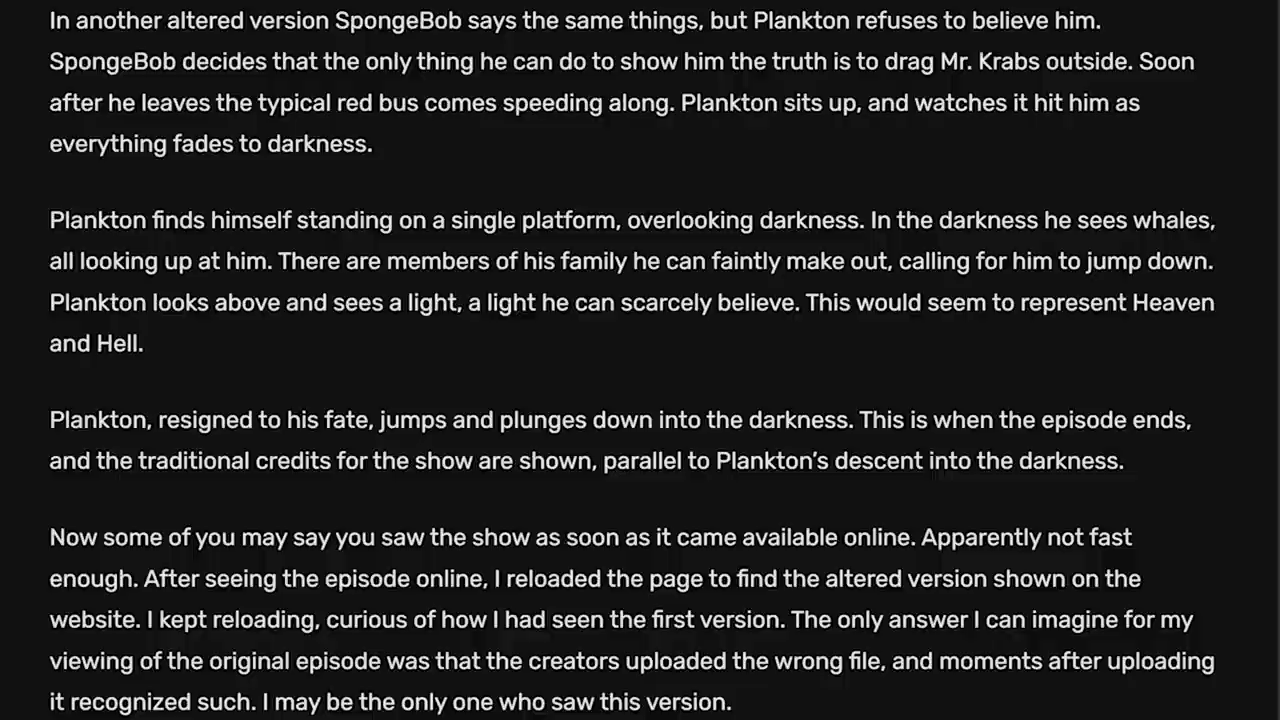 In another altered version SpongeBob says the same things, but Plankton refuses to believe him.
SpongeBob decides that the only thing he can do to show him the truth is to drag Mr. Krabs outside. Soon
after he leaves the typical red bus comes speeding along. Plankton sits up, and watches it hit him as
everything fades to darkness.
Plankton finds himself standing on a single platform, overlooking darkness. In the darkness he sees whales,
all looking up at him. There are members of his family he can faintly make out, calling for him to jump down.
Plankton looks above and sees a light, a light he can scarcely believe. This would seem to represent Heaven
and Hell.
Plankton, resigned to his fate, jumps and plunges down into the darkness. This is when the episode ends,
and the traditional credits for the show are shown, parallel to Plankton's descent into the darkness.
Now some of you may say you saw the show as soon as it came available online. Apparently not fast
enough. After seeing the episode online, I reloaded the page to find the altered version shown on the
website. I kept reloading, curious of how I had seen the first version. The only answer I can imagine for my
viewing of the original episode was that the creators uploaded the wrong file, and moments after uploading
it recognized such. I may be the only one who saw this version.